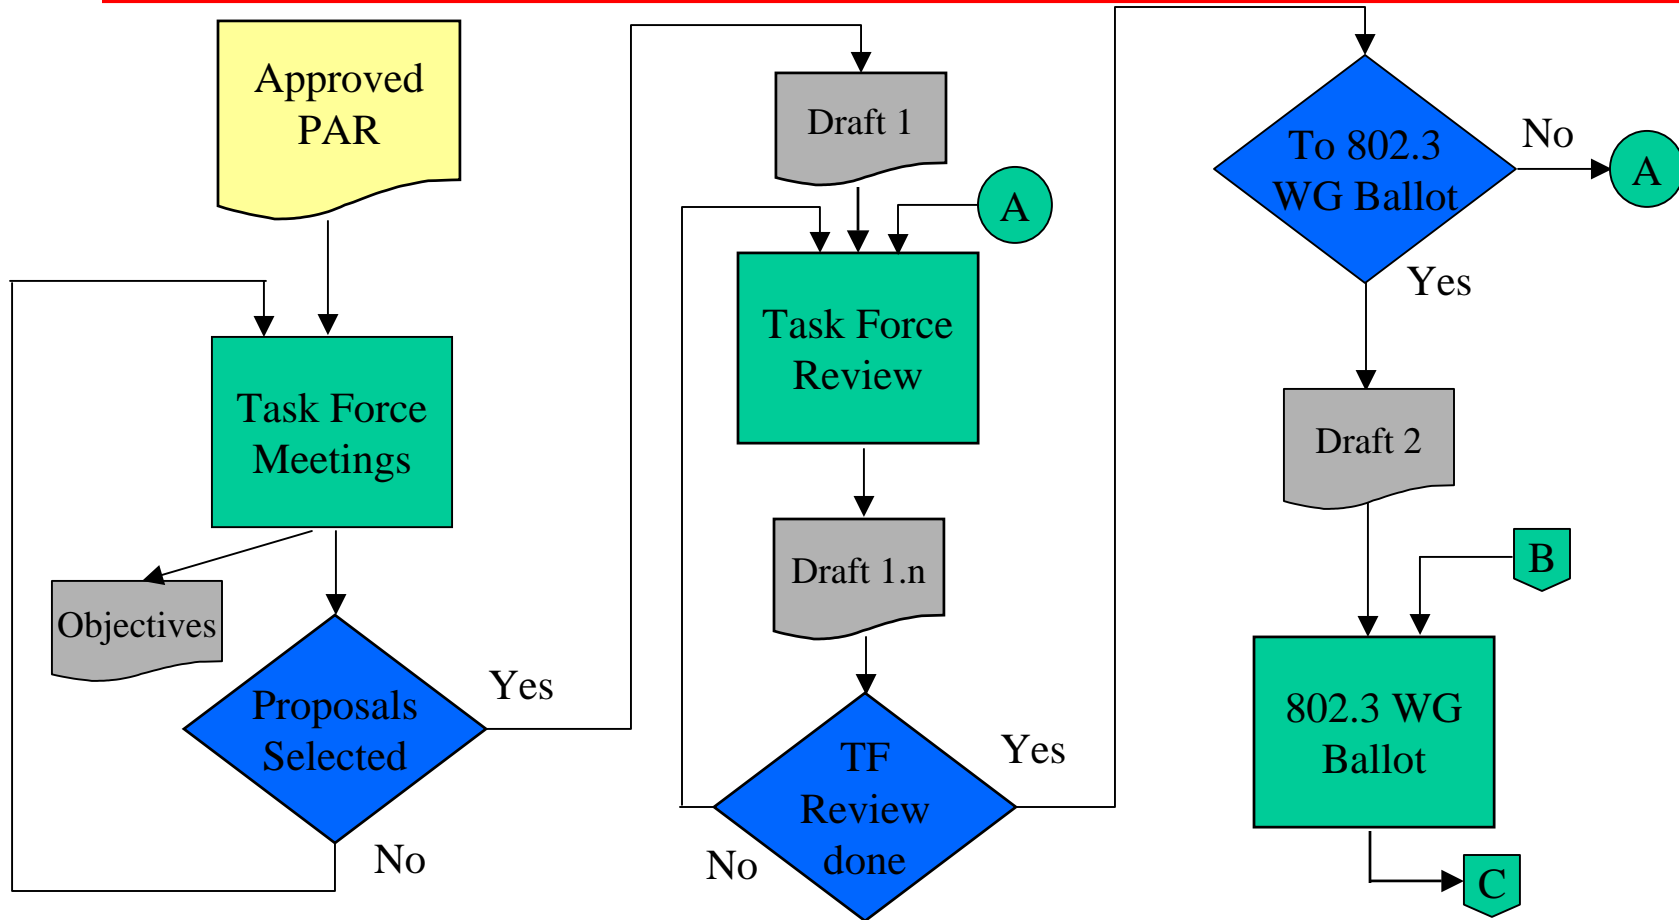 Approved
PAR
Task Force
Meetings
Objectives
Proposals
Selected
Yes
No
Draft 1
A
Task Force
Review
Draft 1.n
TF
Review
done
Yes
No
To 802.3
WG Ballot
No
A
Yes
Draft 2
B
802.3 WG
Ballot
C